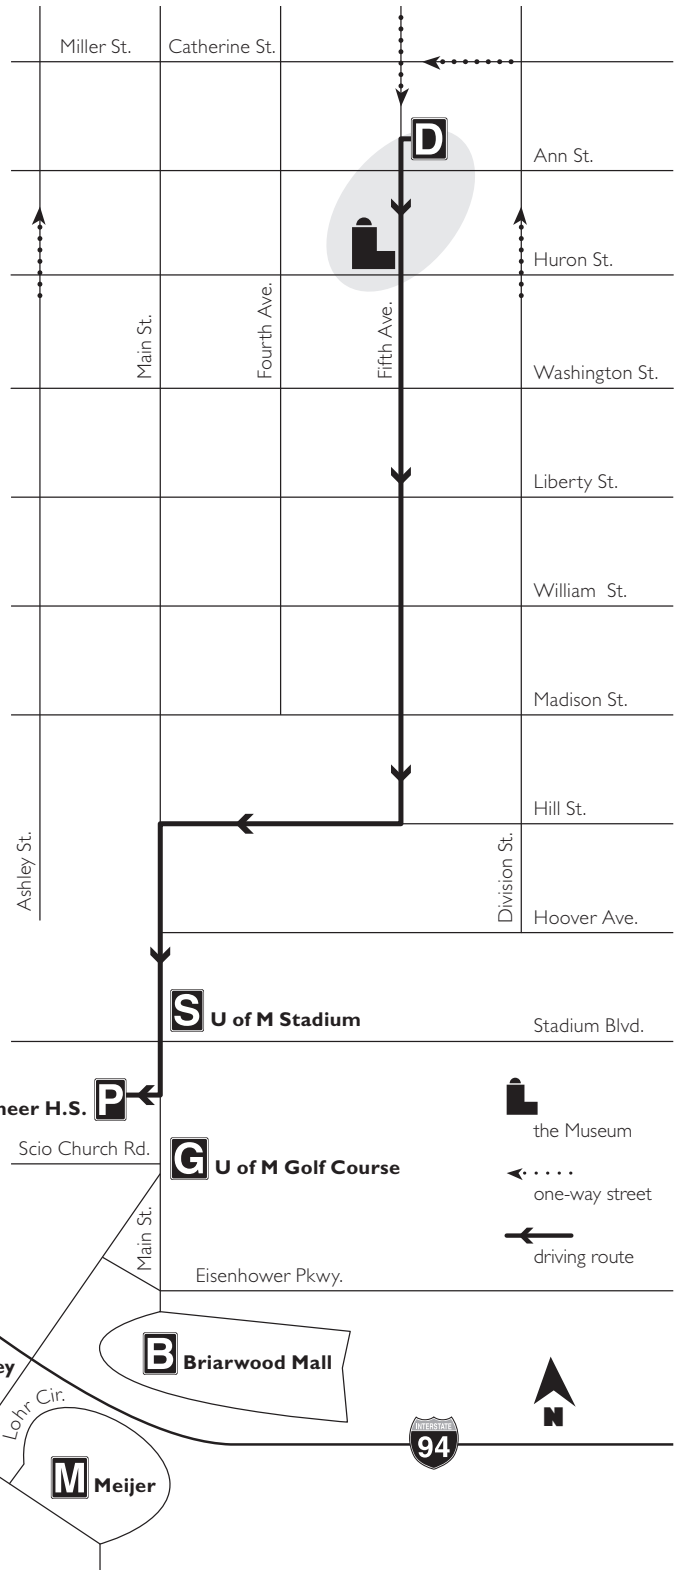 Miller St.
Catherine St.
D
Ann St.
Huron St.
Main St.
Fourth Ave.
Fifth Ave.
Washington St.
Liberty St.
William St.
Madison St.
Hill St.
Ashley St.
Division St.
Hoover Ave.
S U of M Stadium
Stadium Blvd.
neer H.S. P
the Museum
Scio Church Rd.
G U of M Golf Course
one-way street
Main St.
driving route
Eisenhower Pkwy.
B Briarwood Mall
ey
Lohr Cir.
N
INTERSTATE
94
M Meijer